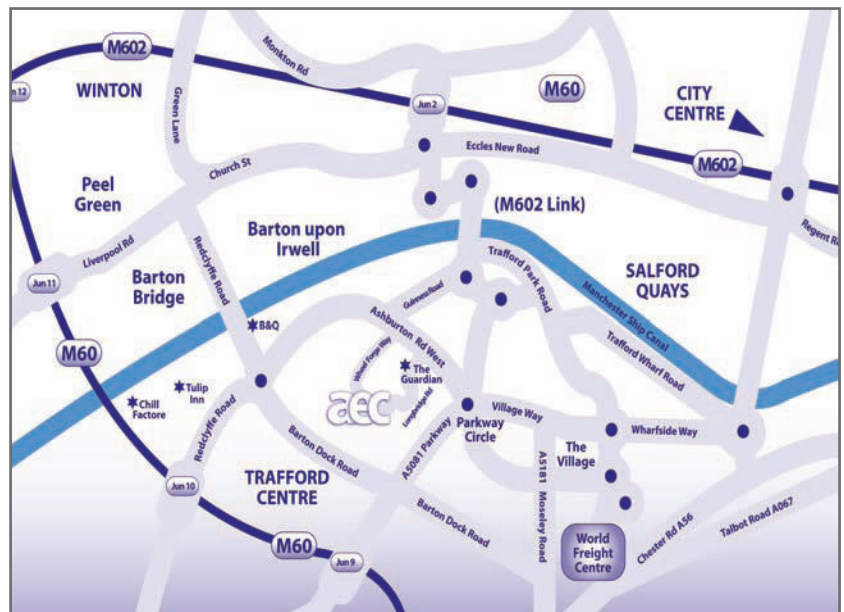 M602
Monkton Rd
M60
CITY
CENTRE
12
WINTON
Green Lane
Jun 2
Eccles New Road
M602
Church St
Peel
Green
(M602 Link)
Regent R
Barton upon
Irwell
Liverpool Rd
Redclyffe Road
Trafford Park Road
SALFORD
QUAYS
Jun 11
Barton
Bridge
Guinness Road
Manchester Ship Canal
B&Q
Ashburton Rd West
Trafford Wharf Road
M60
Wheel Forge Way
The
Guardian
Tulip
Inn
Chill
Factore
aec
Longbridge Rd
Village Way
Parkway
Circle
Wharfside Way
Redclyffe Road
Barton Dock Road
A5081 Parkway
The
Village
A5181 Moseley Road
TRAFFORD
CENTRE
Jun 10
Barton Dock Road
Chester Rd A56
Talbot Road A067
World
Freight
Centre
M60
Jun 9